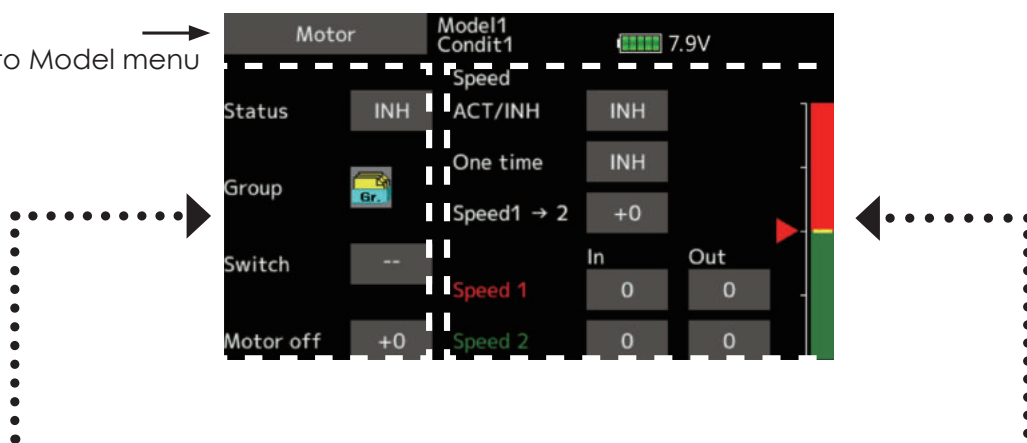 to Model menu
Motor
Model1
Condit1
7.9V
Status INH
Group Gr.
Switch --
Motor off +0
Speed
ACT/INH INH
One time INH
Speed1 → 2 +0
In Out
Speed 1 0 0
Speed 2 0 0